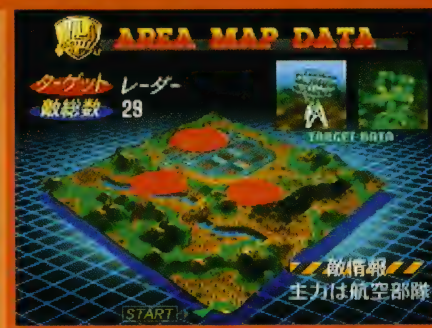 AREA MAP DATA
ターゲット レーダー
敵総数 29
TARGET DATA
敵情報
主力は航空部隊
START